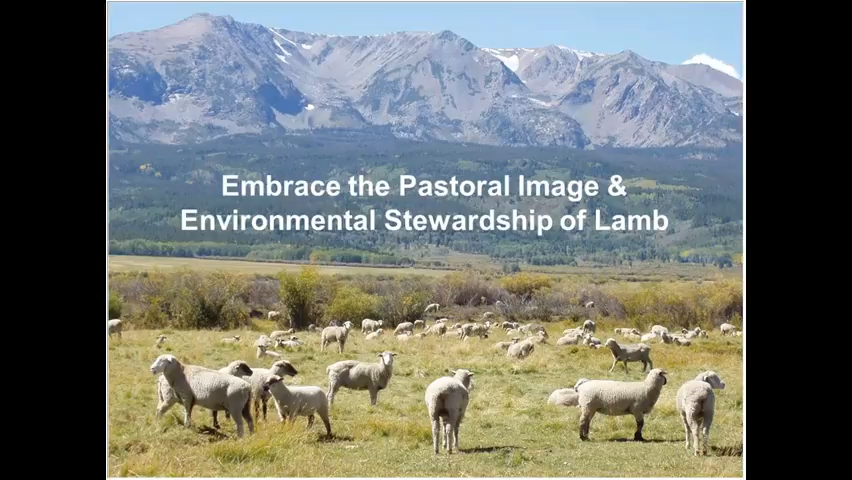 Embrace the Pastoral Image &
Environmental Stewardship of Lamb